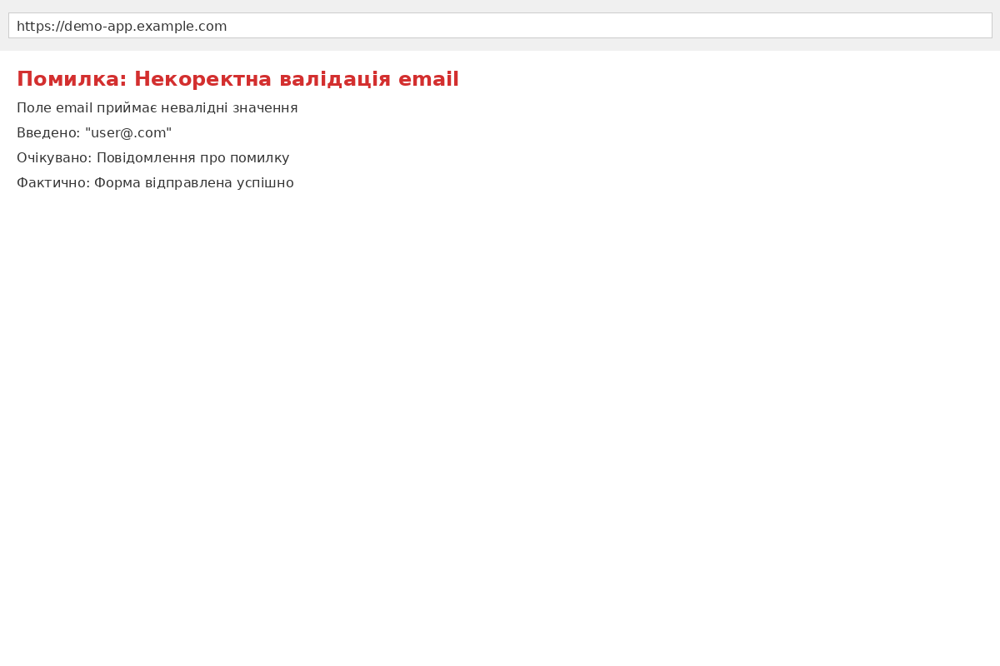 https://demo-app.example.com
Помилка: Некоректна валідація email
Поле email приймає невалідні значення
Введено: "user@.com"
Очікувано: Повідомлення про помилку
Фактично: Форма відправлена успішно